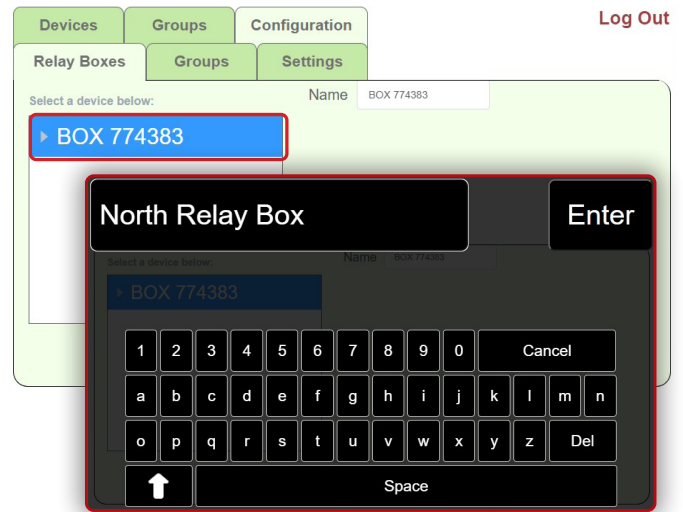 Devices Groups Configuration Log Out
Relay Boxes Groups Settings
Select a device below: Name BOX 774383
BOX 774383
North Relay Box Enter
Select a device below: Name BOX 774383
BOX 774383
1 2 3 4 5 6 7 8 9 0 Cancel
a b c d e f g h i j k l m n
o p q r s t u v w x y z Del
Space